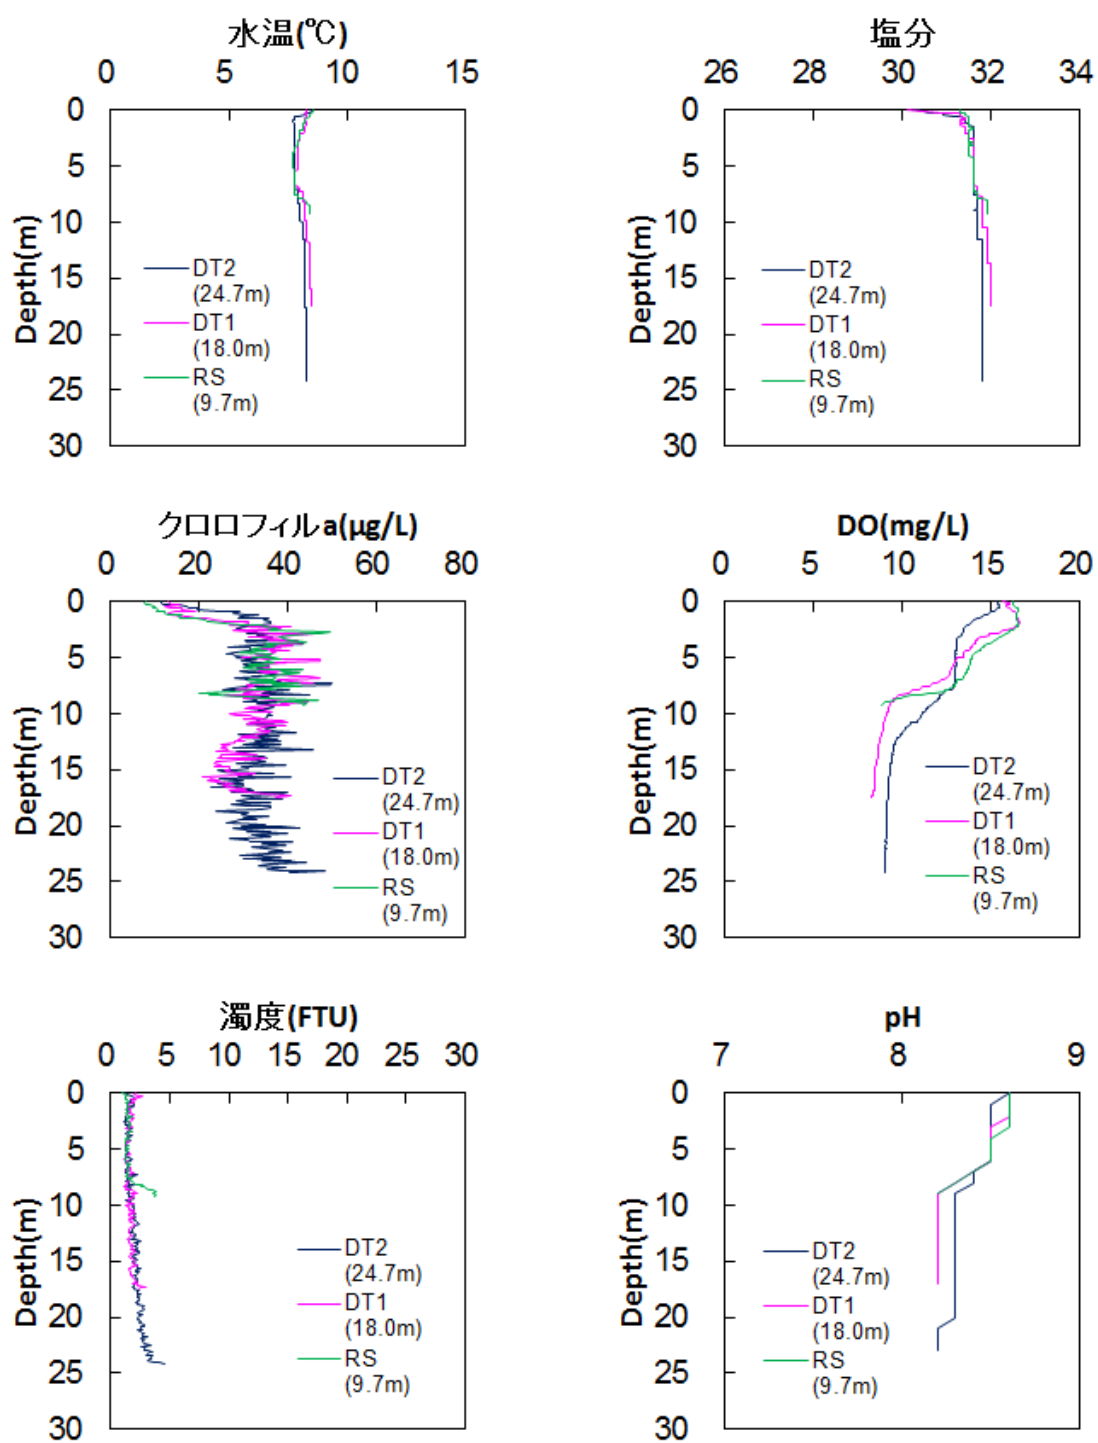 水温(℃)
0 5 10 15
0
5
10
15
20
25
30
Depth(m)
DT2
(24.7m)
DT1
(18.0m)
RS
(9.7m)
塩分
26 28 30 32 34
0
5
10
15
20
25
30
Depth(m)
DT2
(24.7m)
DT1
(18.0m)
RS
(9.7m)
クロロフィルa(μg/L)
0 20 40 60 80
0
5
10
15
20
25
30
Depth(m)
DT2
(24.7m)
DT1
(18.0m)
RS
(9.7m)
DO(mg/L)
0 5 10 15 20
0
5
10
15
20
25
30
Depth(m)
DT2
(24.7m)
DT1
(18.0m)
RS
(9.7m)
濁度(FTU)
0 5 10 15 20 25 30
0
5
10
15
20
25
30
Depth(m)
DT2
(24.7m)
DT1
(18.0m)
RS
(9.7m)
pH
7 8 9
0
5
10
15
20
25
30
Depth(m)
DT2
(24.7m)
DT1
(18.0m)
RS
(9.7m)